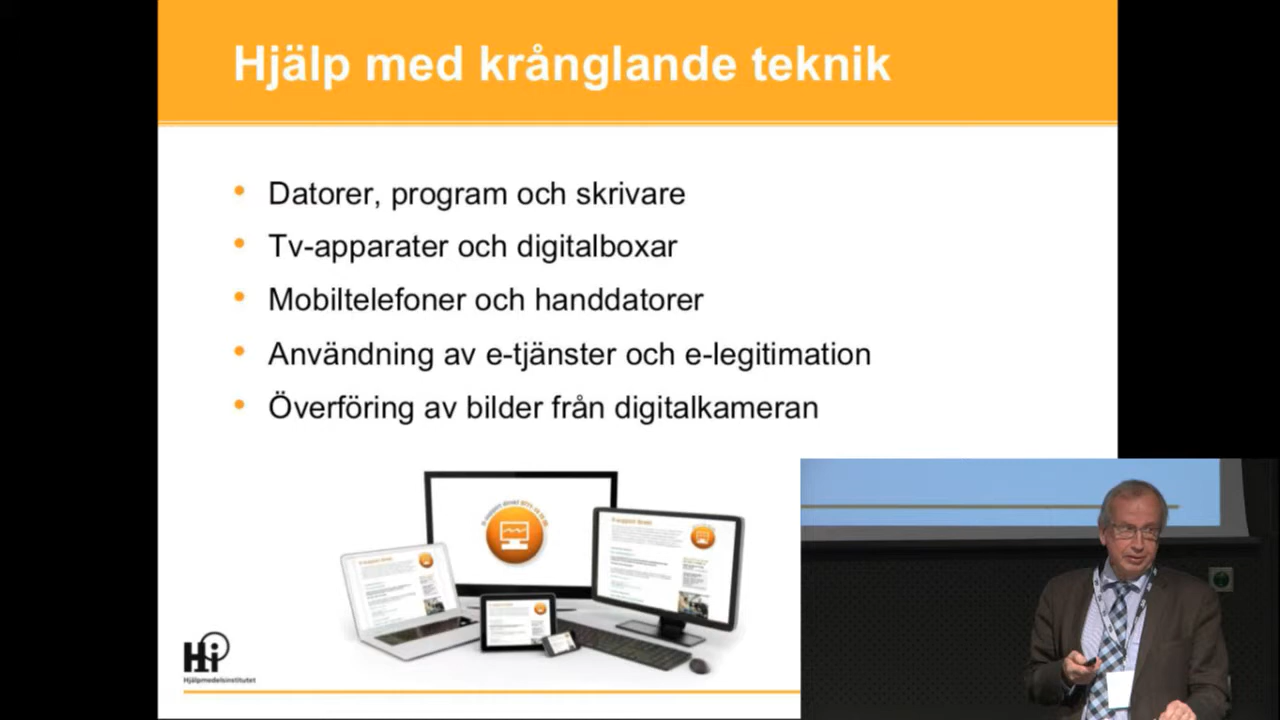 Hjälp med krånglande teknik
• Datorer, program och skrivare
• Tv-apparater och digitalboxar
• Mobiltelefoner och handdatorer
• Användning av e-tjänster och e-legitimation
• Överföring av bilder från digitalkameran
Hi
Hjälpmedelsinstitutet